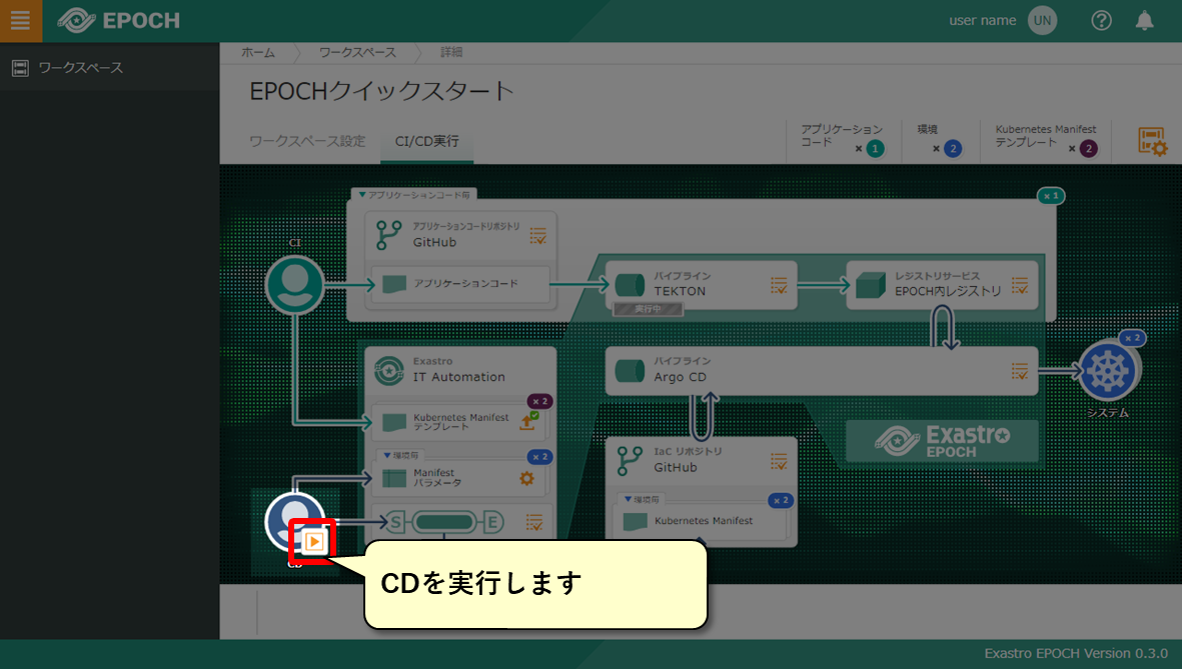 EPOCH
user name
UN
ワークスペース
ホーム
ワークスペース
詳細
EPOCHクイックスタート
ワークスペース設定
CI/CD実行
アプリケーション
コード
× 1
環境
× 2
Kubernetes Manifest
テンプレート
× 2
▼アプリケーションコード毎
× 1
アプリケーションコードリポジトリ
GitHub
CI
アプリケーションコード
パイプライン
TEKTON
実行中
レジストリサービス
EPOCH内レジストリ
Exastro
IT Automation
× 2
Kubernetes Manifest
テンプレート
▼環境毎
× 2
Manifest
パラメータ
S
E
パイプライン
Argo CD
× 2
システム
IaC リポジトリ
GitHub
▼環境毎
× 2
Kubernetes Manifest
Exastro
EPOCH
CD
CDを実行します
Exastro EPOCH Version 0.3.0